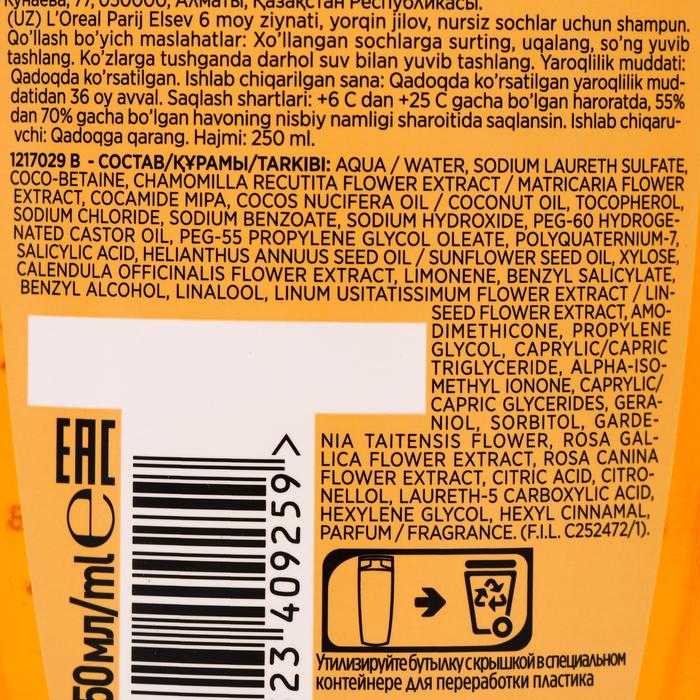 Кунаева, 77, 050000, Алматы, Қазақстан Республикасы.
(UZ) L'Oreal Parij Elsev 6 moy ziynati, yorqin jilov, nursiz sochlar uchun shampun.
Qo'llash bo'yich maslahatlar: Xo'llangan sochlarga surting, uqalang, so'ng yuvib
tashlang. Ko'zlarga tushganda darhol suv bilan yuvib tashlang. Yaroqlilik muddati:
Qadoqda ko'rsatilgan. Ishlab chiqarilgan sana: Qadoqda ko'rsatilgan yaroqlilik mud-
datidan 36 oy avval. Saqlash shartlari: +6 C dan +25 C gacha bo'lgan haroratda, 55%
dan 70% gacha bo'lgan havoning nisbiy namligi sharoitida saqlansin. Ishlab chiqaru-
vchi: Qadoqga qarang. Hajmi: 250 ml.
1217029 B - СОСТАВ/ҚҰРАМЫ/TARKIBI: AQUA / WATER, SODIUM LAURETH SULFATE,
COCO-BETAINE, CHAMOMILLA RECUTITA FLOWER EXTRACT / MATRICARIA FLOWER
EXTRACT, COCAMIDE MIPA, COCOS NUCIFERA OIL / COCONUT OIL, TOCOPHEROL,
SODIUM CHLORIDE, SODIUM BENZOATE, SODIUM HYDROXIDE, PEG-60 HYDROGE-
NATED CASTOR OIL, PEG-55 PROPYLENE GLYCOL OLEATE, POLYQUATERNIUM-7,
SALICYLIC ACID, HELIANTHUS ANNUUS SEED OIL / SUNFLOWER SEED OIL, XYLOSE,
CALENDULA OFFICINALIS FLOWER EXTRACT, LIMONENE, BENZYL SALICYLATE,
BENZYL ALCOHOL, LINALOOL, LINUM USITATISSIMUM FLOWER EXTRACT / LIN-
SEED FLOWER EXTRACT, AMO-
DIMETHICONE, PROPYLENE
GLYCOL, CAPRYLIC/CAPRIC
TRIGLYCERIDE, ALPHA-ISO-
METHYL IONONE, CAPRYLIC/
CAPRIC GLYCERIDES, GERA-
NIOL, SORBITOL, GARDE-
NIA TAITENSIS FLOWER, ROSA GAL-
LICA FLOWER EXTRACT, ROSA CANINA
FLOWER EXTRACT, CITRIC ACID, CITRO-
NELLOL, LAURETH-5 CARBOXYLIC ACID,
HEXYLENE GLYCOL, HEXYL CINNAMAL,
PARFUM / FRAGRANCE. (F.I.L. C252472/1).
EAC
50мл/ml e
23 409259 >
Утилизируйте бутылку с крышкой в специальном
контейнере для переработки пластика